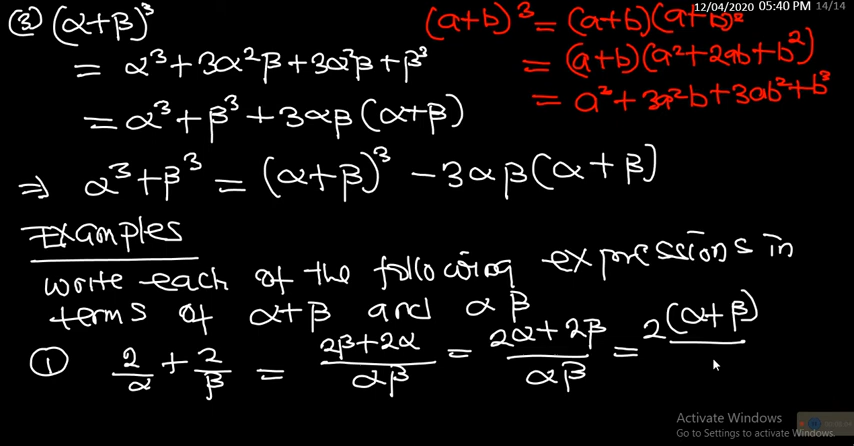 12/04/2020 05:40 PM 14/14
③ (α+β)³
= α³ + 3α²β + 3α²β + β³
= α³ + β³ + 3αβ (α+β)
⇒ α³ + β³ = (α+β)³ - 3αβ(α+β)
(a+b)³ = (a+b)(a+b)²
= (a+b)(a²+2ab+b²)
= a³ + 3a²b + 3ab² + b³
Examples
Write each of the following expressions in
terms of α+β and αβ
① 2/α + 2/β = (2β+2α)/αβ = (2α+2β)/αβ = 2(α+β)/
Activate Windows
Go to Settings to activate Windows.